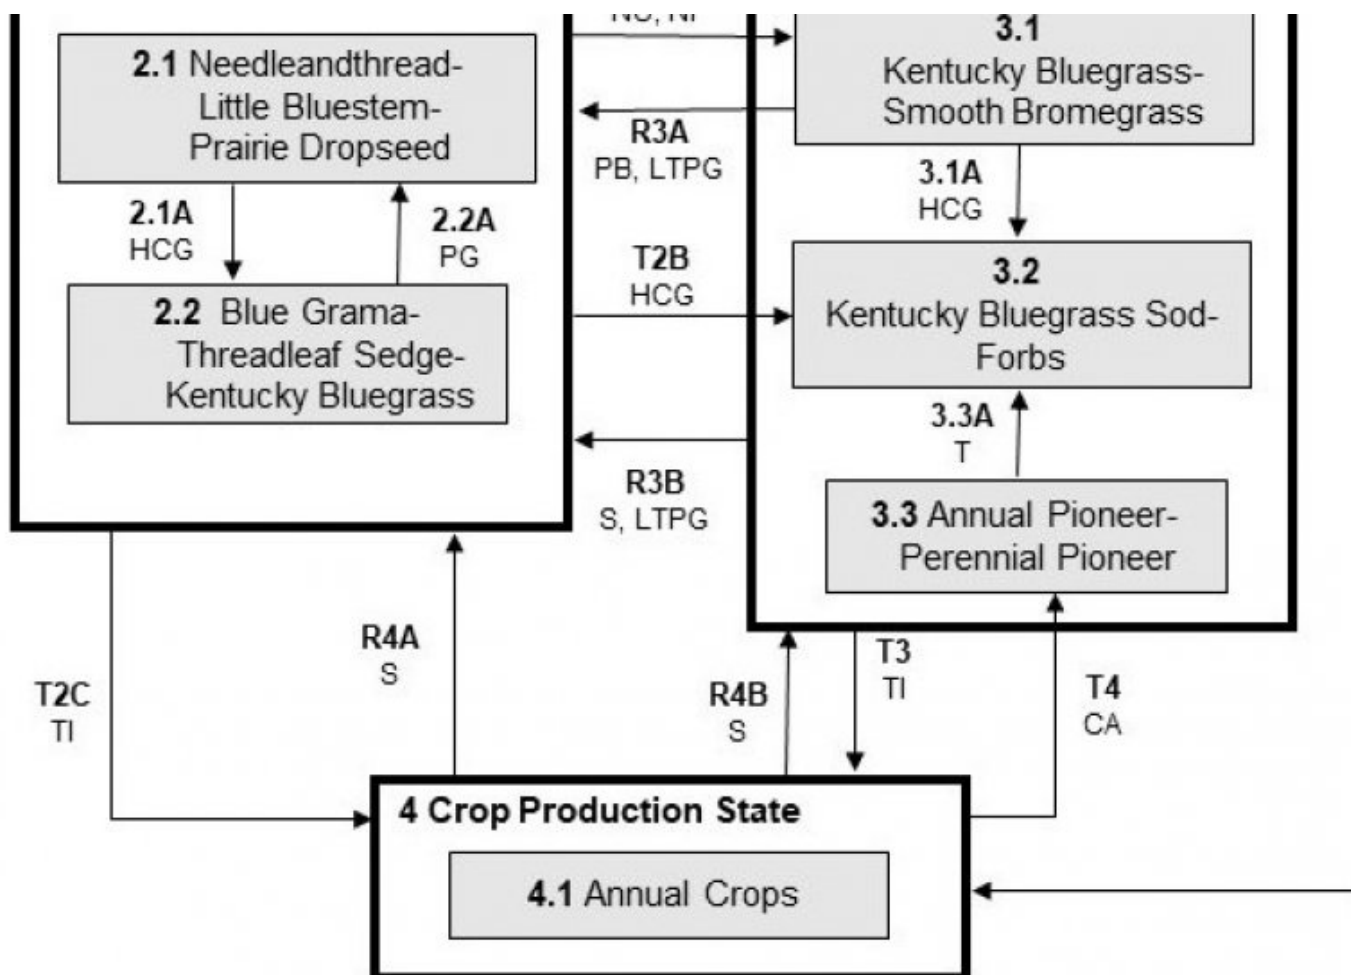 2.1 Needleandthread-
Little Bluestem-
Prairie Dropseed
2.1A
HCG
2.2A
PG
2.2 Blue Grama-
Threadleaf Sedge-
Kentucky Bluegrass
R3A
PB, LTPG
T2B
HCG
R3B
S, LTPG
3.1
Kentucky Bluegrass-
Smooth Bromegrass
3.1A
HCG
3.2
Kentucky Bluegrass Sod-
Forbs
3.3A
T
3.3 Annual Pioneer-
Perennial Pioneer
T2C
TI
R4A
S
R4B
S
T3
TI
T4
CA
4 Crop Production State
4.1 Annual Crops